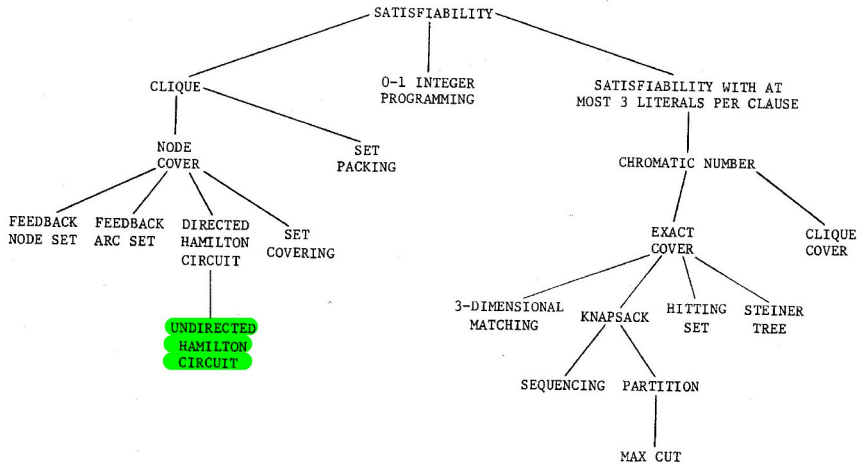 SATISFIABILITY
CLIQUE
0-1 INTEGER
PROGRAMMING
SATISFIABILITY WITH AT
MOST 3 LITERALS PER CLAUSE
NODE
COVER
SET
PACKING
CHROMATIC NUMBER
FEEDBACK
NODE SET
FEEDBACK
ARC SET
DIRECTED
HAMILTON
CIRCUIT
SET
COVERING
EXACT
COVER
CLIQUE
COVER
UNDIRECTED
HAMILTON
CIRCUIT
3-DIMENSIONAL
MATCHING
KNAPSACK
HITTING
SET
STEINER
TREE
SEQUENCING
PARTITION
MAX CUT